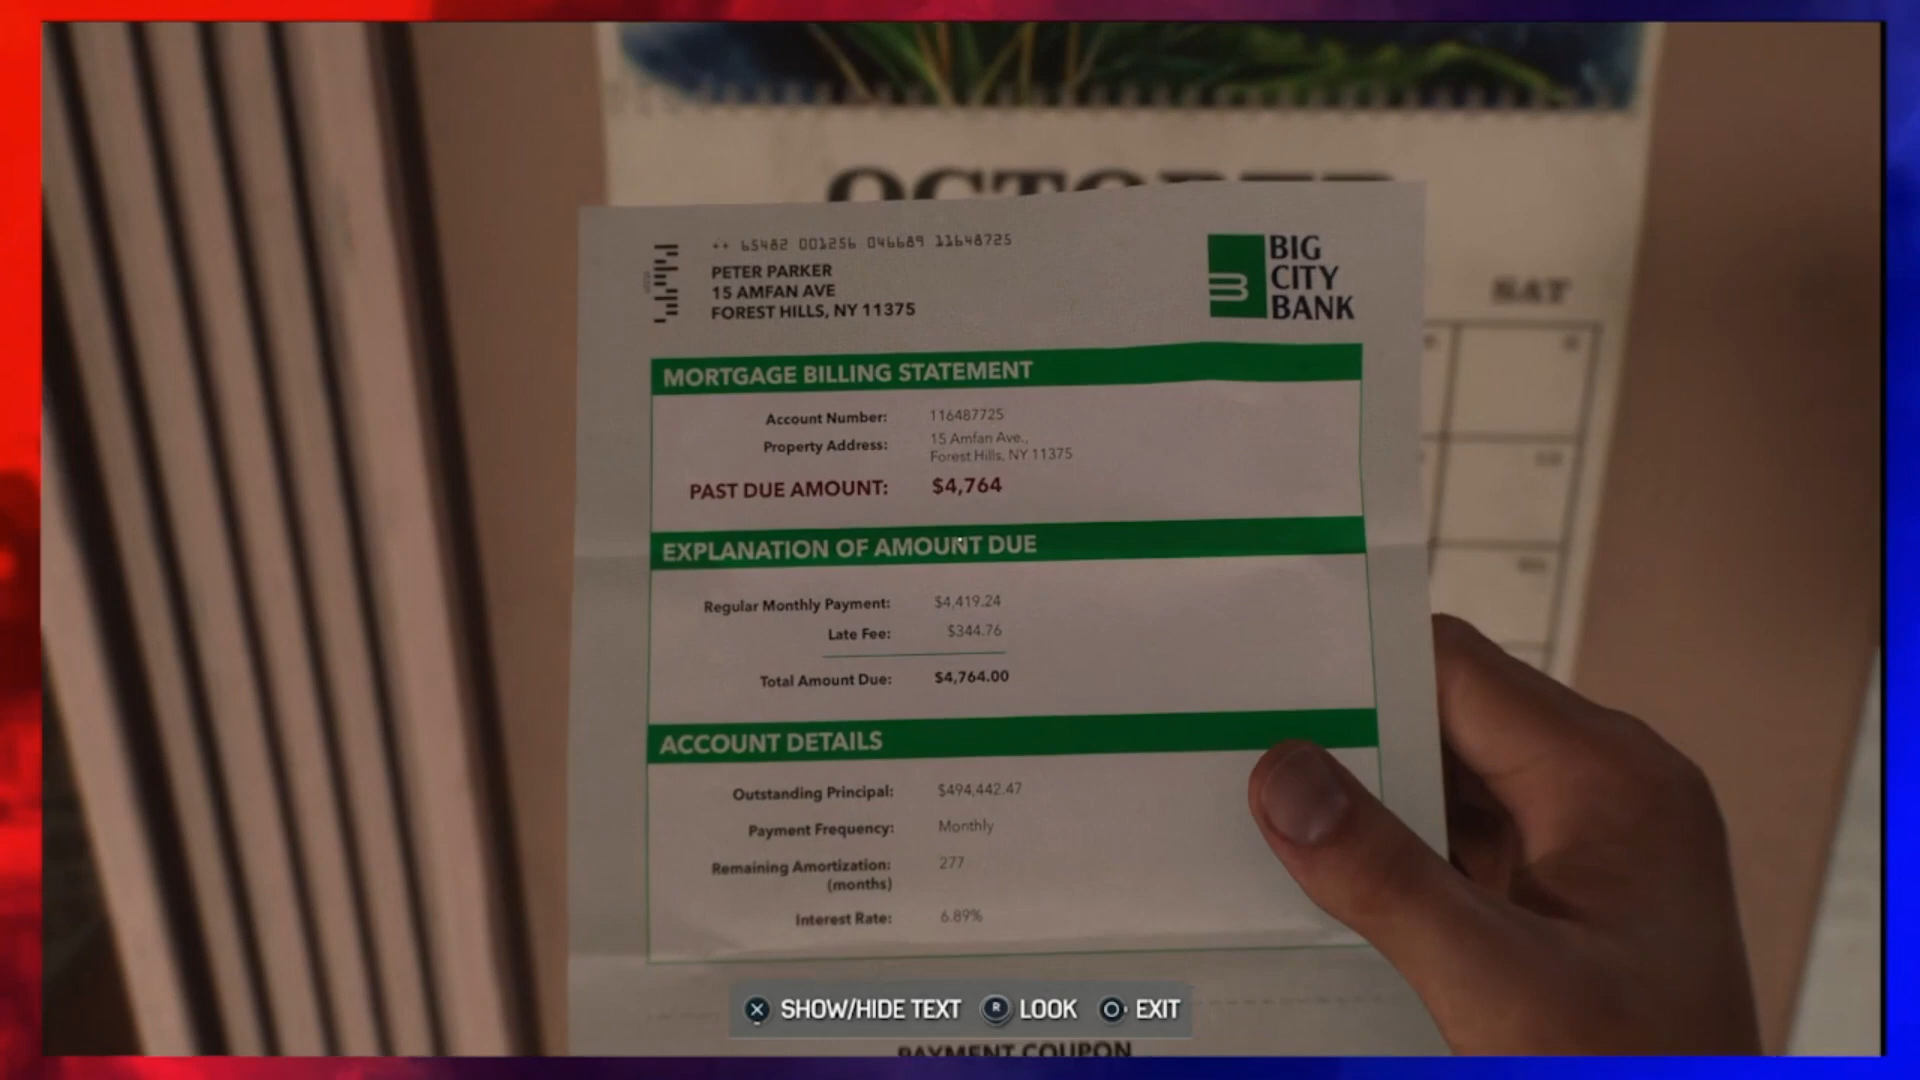 OCTOBER
SAT
++ 65482 001256 046689 11648725
PETER PARKER
15 AMFAN AVE
FOREST HILLS, NY 11375
BIG
CITY
BANK
MORTGAGE BILLING STATEMENT
Account Number: 116487725
Property Address: 15 Amfan Ave.,
Forest Hills, NY 11375
PAST DUE AMOUNT: $4,764
EXPLANATION OF AMOUNT DUE
Regular Monthly Payment: $4,419.24
Late Fee: $344.76
Total Amount Due: $4,764.00
ACCOUNT DETAILS
Outstanding Principal: $494,442.47
Payment Frequency: Monthly
Remaining Amortization: 277
(months)
Interest Rate: 6.89%
SHOW/HIDE TEXT R LOOK EXIT
PAYMENT COUPON